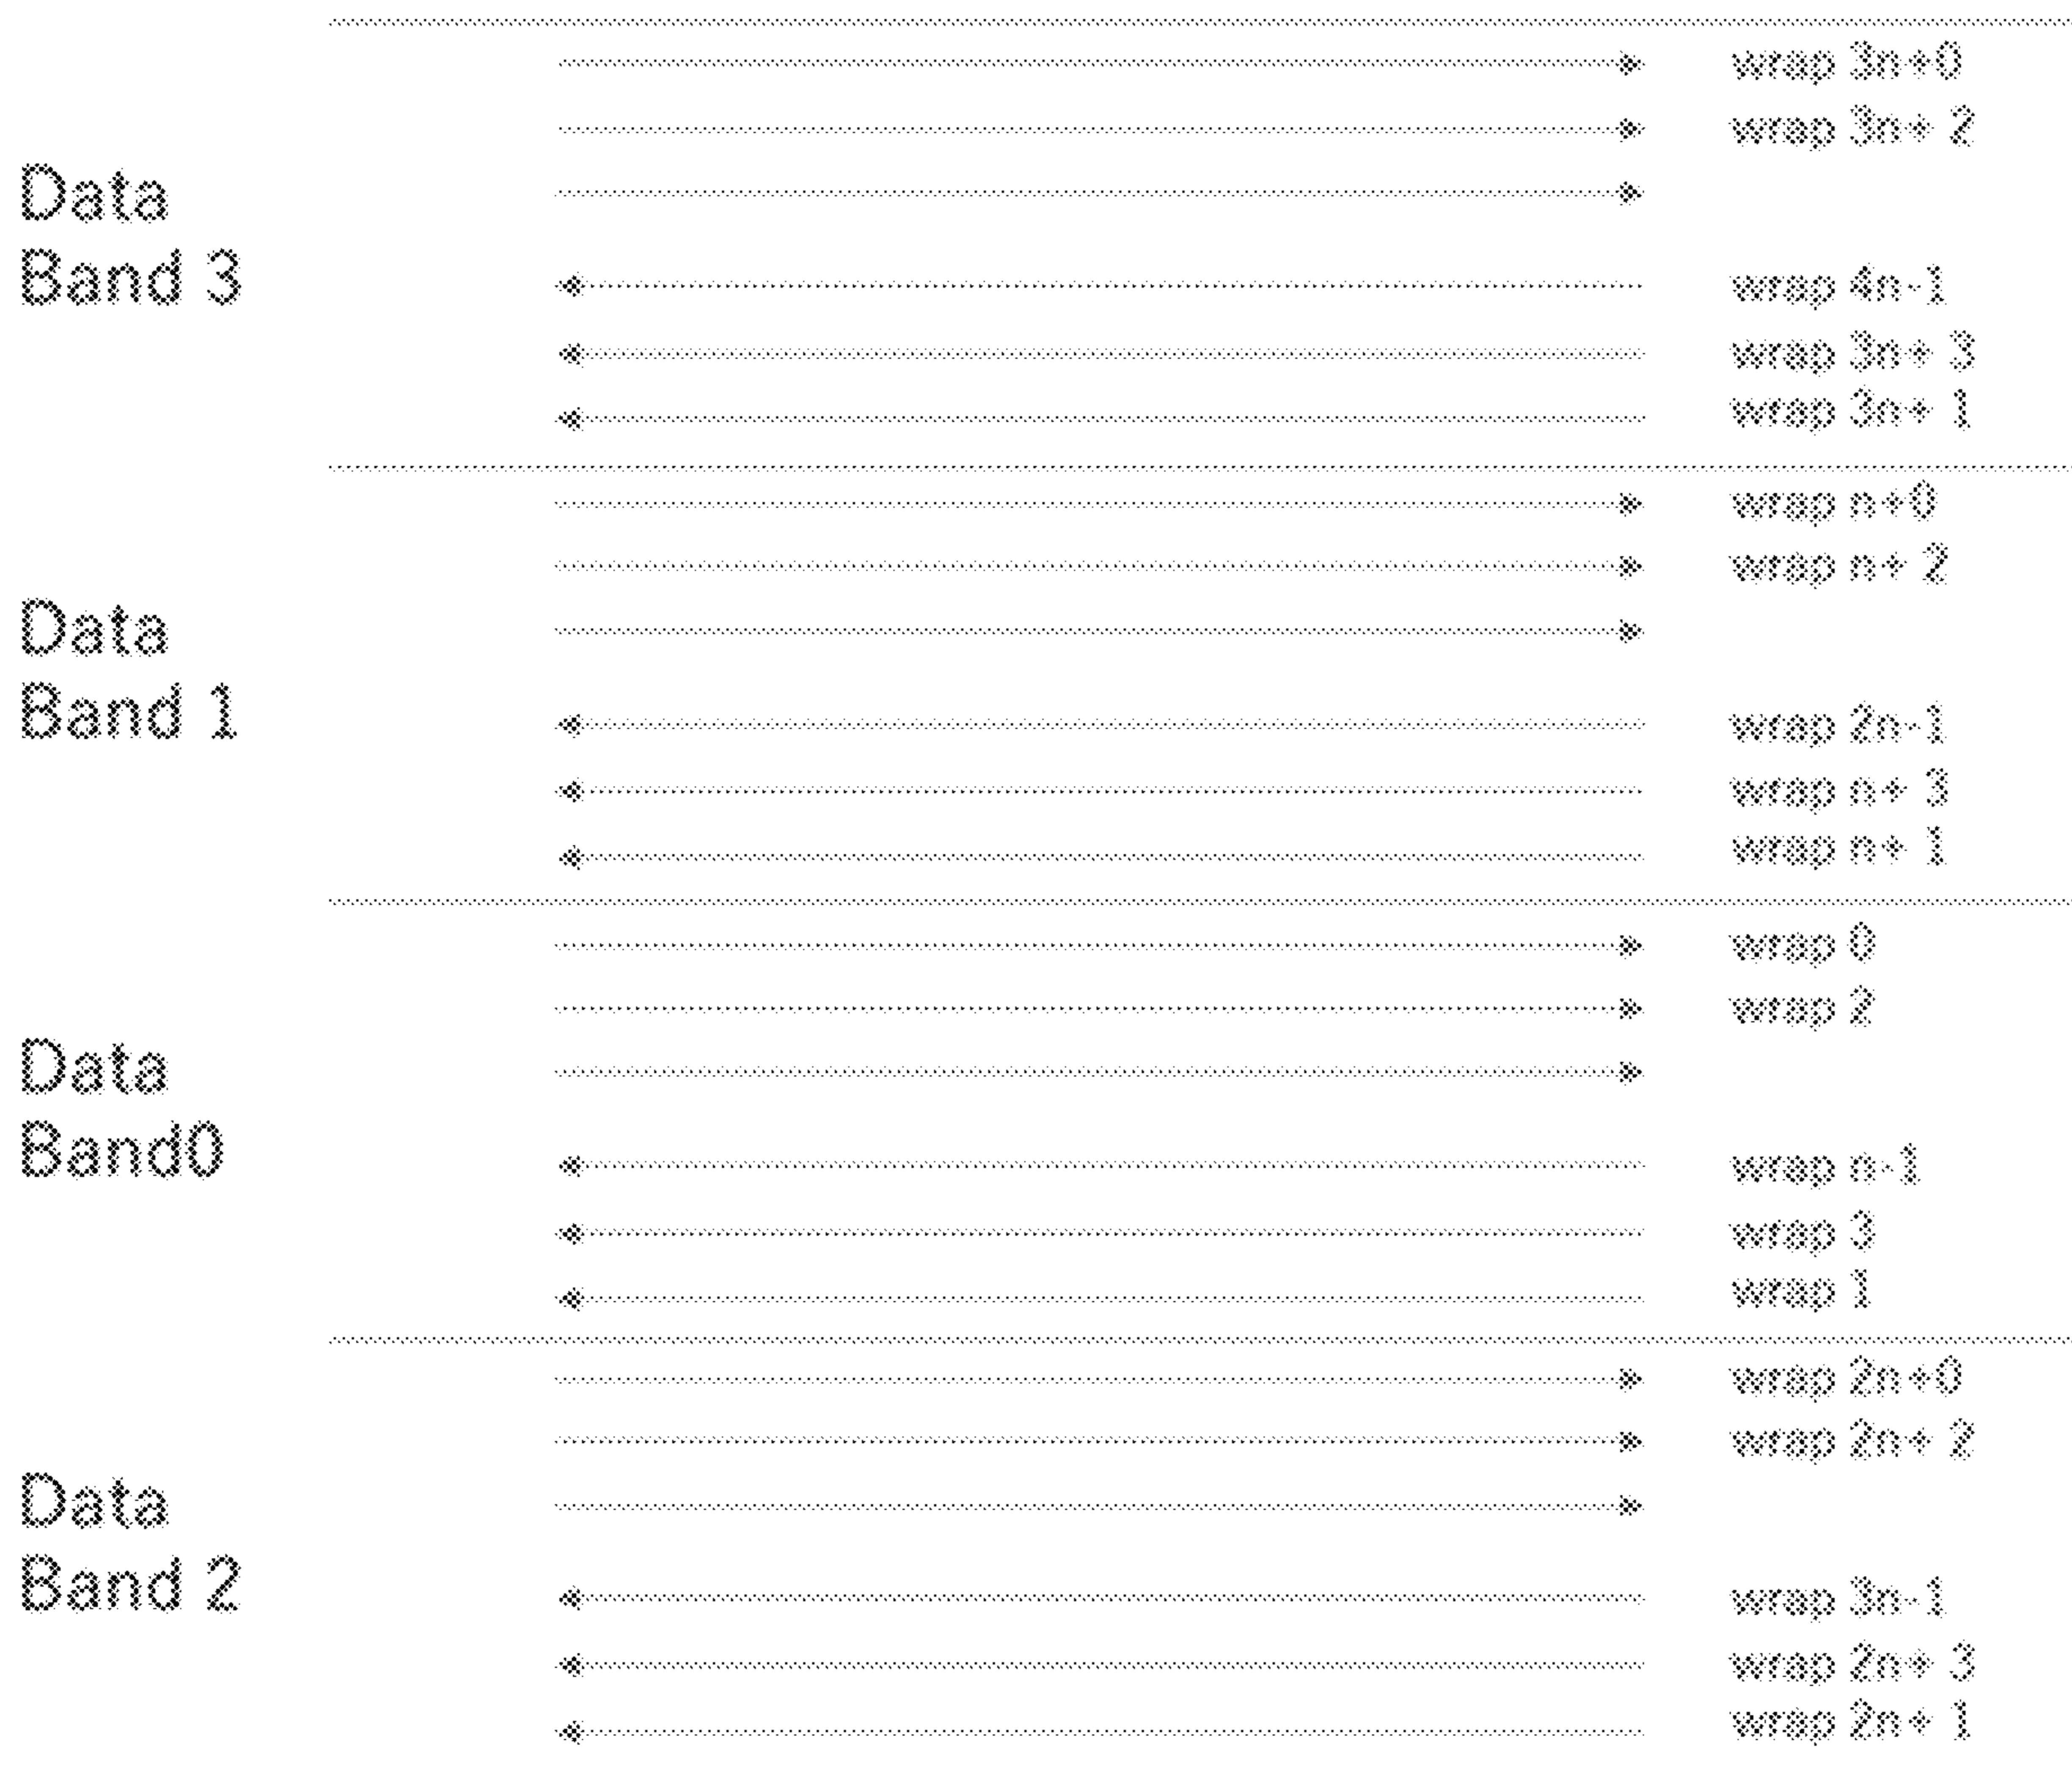 wrap 3n+0
wrap 3n+ 2
Data
Band 3
wrap 4n-1
wrap 3n+ 3
wrap 3n+ 1
wrap n+0
wrap n+ 2
Data
Band 1
wrap 2n-1
wrap n+ 3
wrap n+ 1
wrap 0
wrap 2
Data
Band0
wrap n-1
wrap 3
wrap 1
wrap 2n+0
wrap 2n+ 2
Data
Band 2
wrap 3n-1
wrap 2n+ 3
wrap 2n+ 1